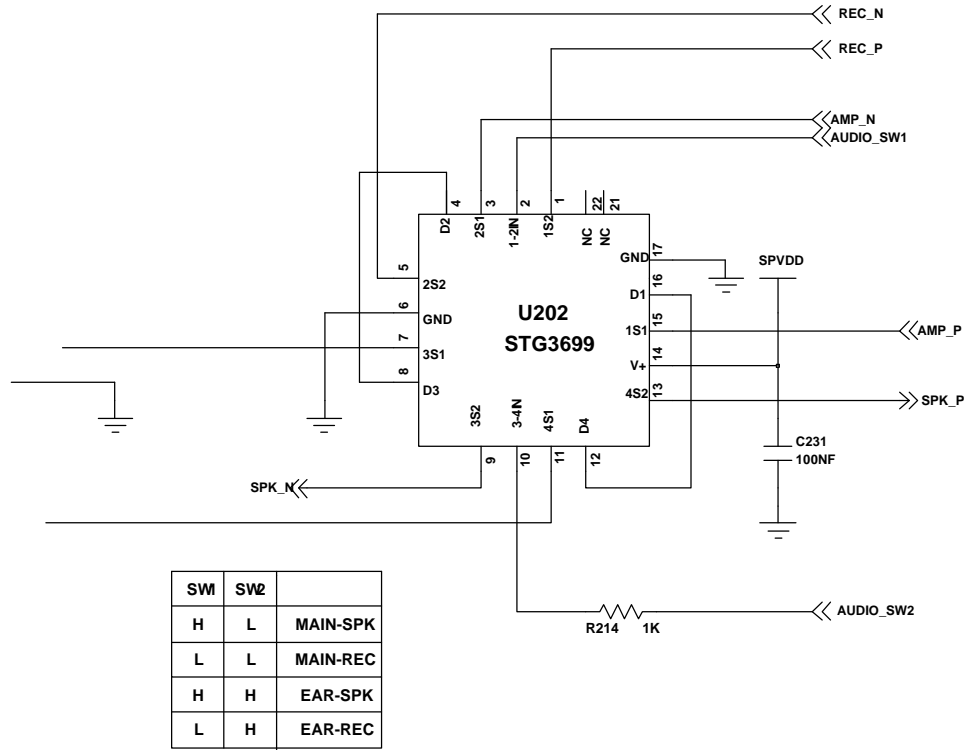 REC_N
REC_P
AMP_N
AUDIO_SW1
4
3
2
1
22
21
D2
2S1
1-2IN
1S2
NC
NC
GND
17
SPVDD
5
2S2
16
D1
6
GND
U202
STG3699
15
1S1
AMP_P
7
3S1
14
V+
8
D3
13
4S2
SPK_P
3S2
3-4IN
4S1
D4
9
10
11
12
C231
100NF
SPK_N
SW1 SW2
H L MAIN-SPK
L L MAIN-REC
H H EAR-SPK
L H EAR-REC
R214 1K
AUDIO_SW2